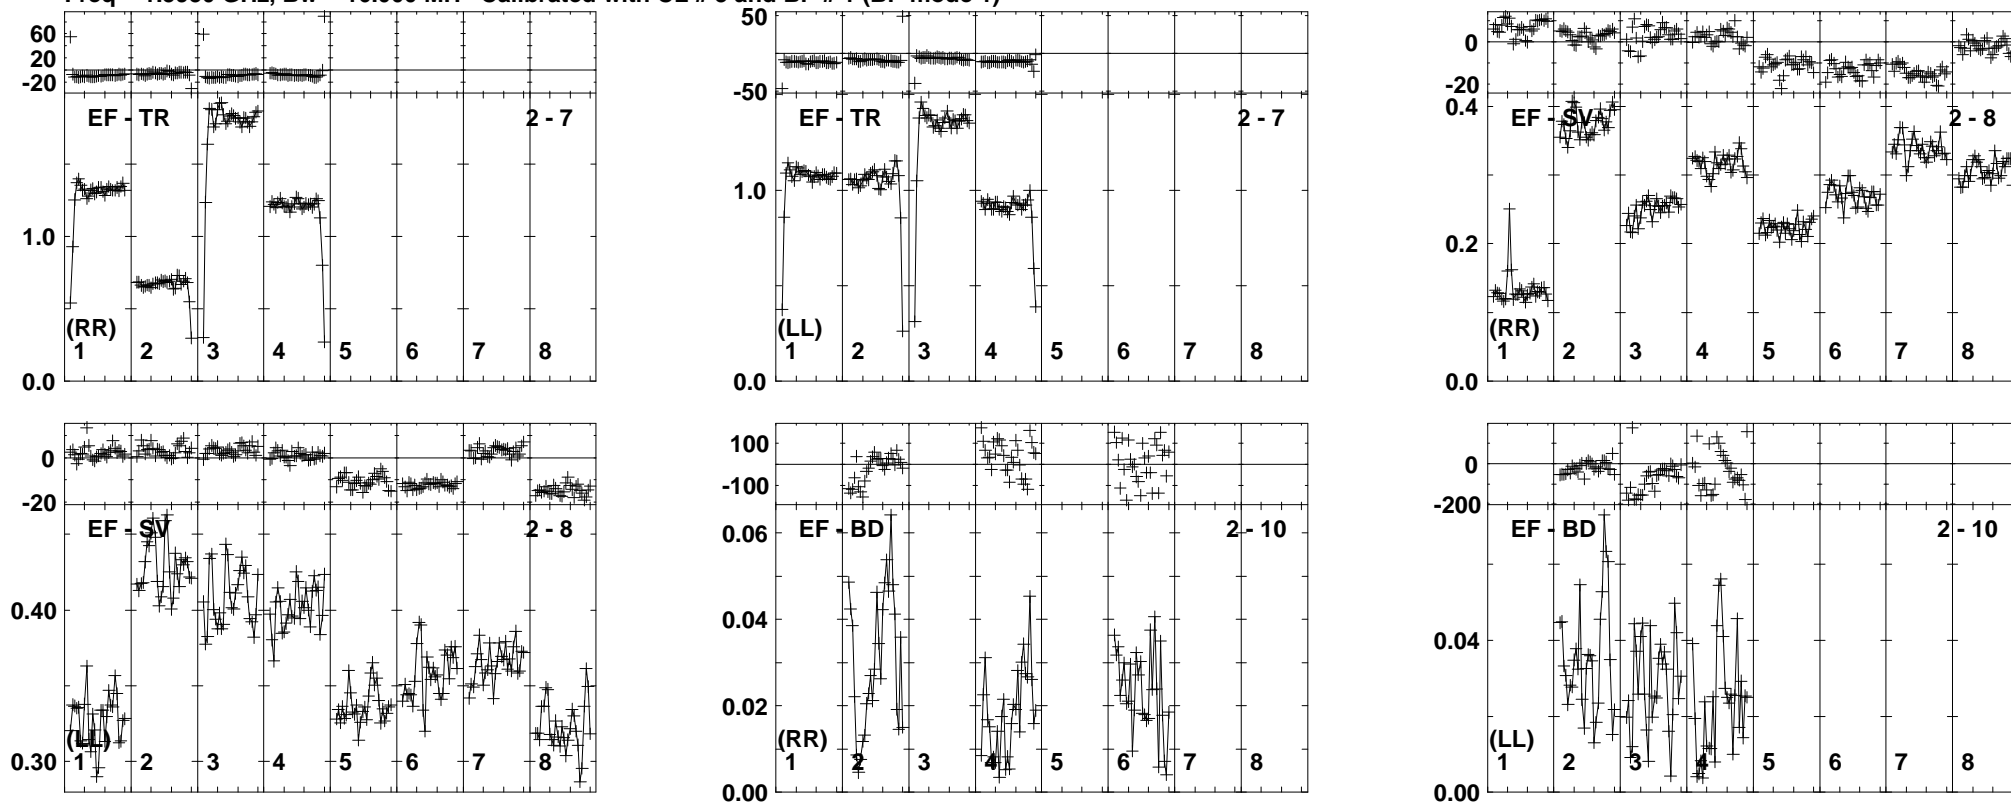 60
20
-20
EF - TR
2 - 7
1.0
(RR)
1 2 3 4 5 6 7 8
0.0
50
-50
EF - TR
2 - 7
1.0
(LL)
1 2 3 4 5 6 7 8
0.0
0
-20
0.4
EF - SV
2 - 8
0.2
(RR)
1 2 3 4 5 6 7 8
0.0
0
-20
EF - SV
2 - 8
0.40
(LL)
0.30
1 2 3 4 5 6 7 8
100
-100
EF - BD
2 - 10
0.06
0.04
0.02
(RR)
1 2 3 4 5 6 7 8
0.00
0
-200
EF - BD
2 - 10
0.04
(LL)
1 2 3 4 5 6 7 8
0.00